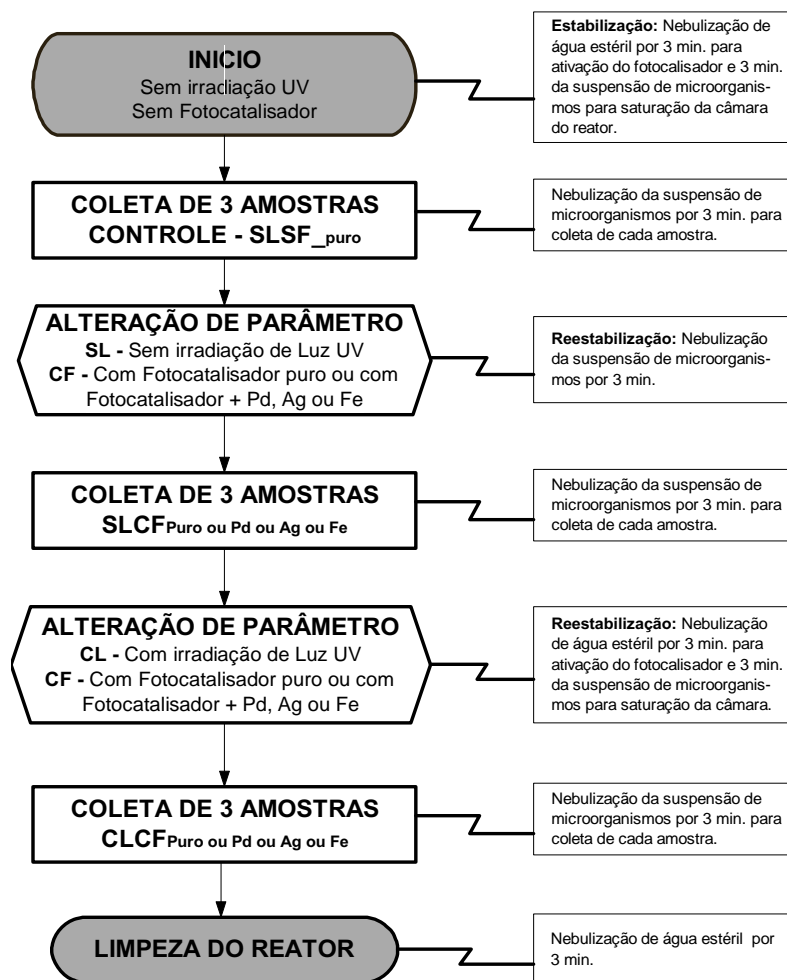 INICIO
Sem irradiação UV
Sem Fotocatalisador
Estabilização: Nebulização de
água estéril por 3 min. para
ativação do fotocalisador e 3 min.
da suspensão de microorganis-
mos para saturação da câmara
do reator.
COLETA DE 3 AMOSTRAS
CONTROLE - SLSF_puro
Nebulização da suspensão de
microorganismos por 3 min. para
coleta de cada amostra.
ALTERAÇÃO DE PARÂMETRO
SL - Sem irradiação de Luz UV
CF - Com Fotocatalisador puro ou com
Fotocatalisador + Pd, Ag ou Fe
Reestabilização: Nebulização
da suspensão de microorganis-
mos por 3 min.
COLETA DE 3 AMOSTRAS
SLCFPuro ou Pd ou Ag ou Fe
Nebulização da suspensão de
microorganismos por 3 min. para
coleta de cada amostra.
ALTERAÇÃO DE PARÂMETRO
CL - Com irradiação de Luz UV
CF - Com Fotocatalisador puro ou com
Fotocatalisador + Pd, Ag ou Fe
Reestabilização: Nebulização
de água estéril por 3 min. para
ativação do fotocalisador e 3 min.
da suspensão de microorganis-
mos para saturação da câmara.
COLETA DE 3 AMOSTRAS
CLCFPuro ou Pd ou Ag ou Fe
Nebulização da suspensão de
microorganismos por 3 min. para
coleta de cada amostra.
LIMPEZA DO REATOR
Nebulização de água estéril por
3 min.